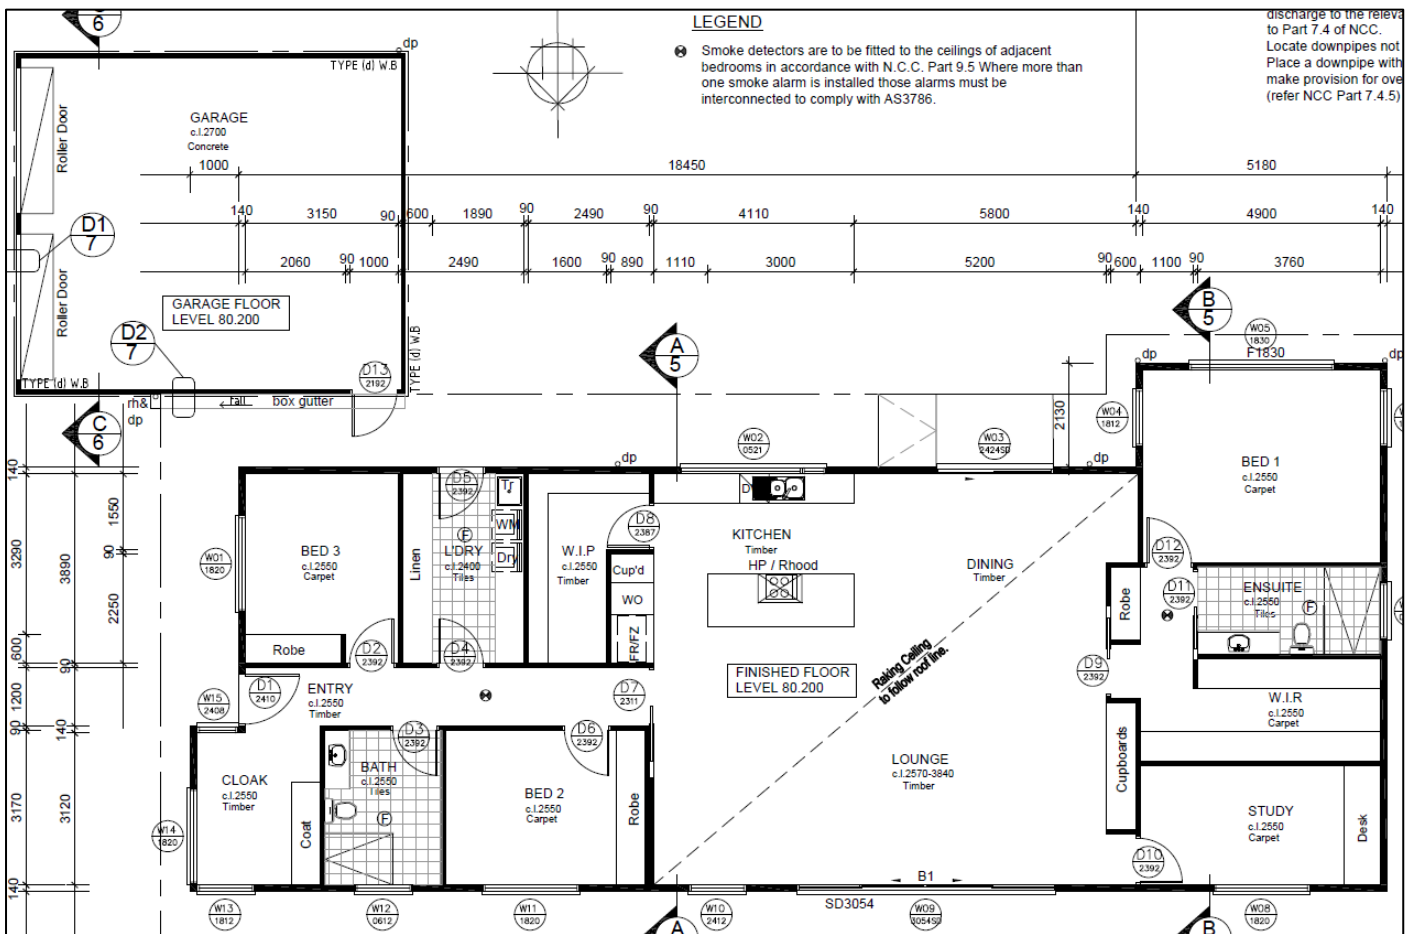 6
dp
LEGEND
Smoke detectors are to be fitted to the ceilings of adjacent
bedrooms in accordance with N.C.C. Part 9.5 Where more than
one smoke alarm is installed those alarms must be
interconnected to comply with AS3786.
discharge to the releva
to Part 7.4 of NCC.
Locate downpipes not
Place a downpipe with
make provision for ove
(refer NCC Part 7.4.5)
TYPE (d) W.B
Roller Door
GARAGE
c.l.2700
Concrete
1000
18450
5180
140
3150
90
600
1890
90
2490
90
4110
5800
140
4900
140
D1
7
2060
90
1000
2490
1600
90
890
1110
3000
5200
90
600
1100
90
3760
Roller Door
GARAGE FLOOR
LEVEL 80.200
D2
7
TYPE (d) W.B
A
5
B
5
W05
1830
F1830
dp
dp
TYPE (d) W.B
D13
2192
rh&
dp
fall
box gutter
C
6
2130
W04
1812
W02
0521
W03
2424SD
dp
dp
140
3290
600
90
1200
90
3170
140
3890
140
3120
1550
90
2250
W01
1820
BED 3
c.l.2550
Carpet
Robe
Linen
D5
2392
L'DRY
c.l.2400
Tiles
F
Tr
WM
Dry
W.I.P
c.l.2550
Timber
D8
2387
Cup'd
WO
FR/FZ
KITCHEN
Timber
HP / Rhood
DINING
Timber
BED 1
c.l.2550
Carpet
D12
2392
D11
2392
ENSUITE
c.l.2550
Tiles
F
Robe
D2
2392
D4
2392
D9
2392
FINISHED FLOOR
LEVEL 80.200
Raking Ceiling
to follow roof line.
W15
2408
D1
2410
ENTRY
c.l.2550
Timber
D7
2311
W.I.R
c.l.2550
Carpet
D3
2392
D6
2392
CLOAK
c.l.2550
Timber
Coat
BATH
c.l.2550
Tiles
F
BED 2
c.l.2550
Carpet
Robe
LOUNGE
c.l.2570-3840
Timber
Cupboards
STUDY
c.l.2550
Carpet
Desk
W14
1820
D10
2392
B1
SD3054
W13
1812
W12
0612
W11
1820
W10
2412
W09
3054SD
W08
1820
A
B